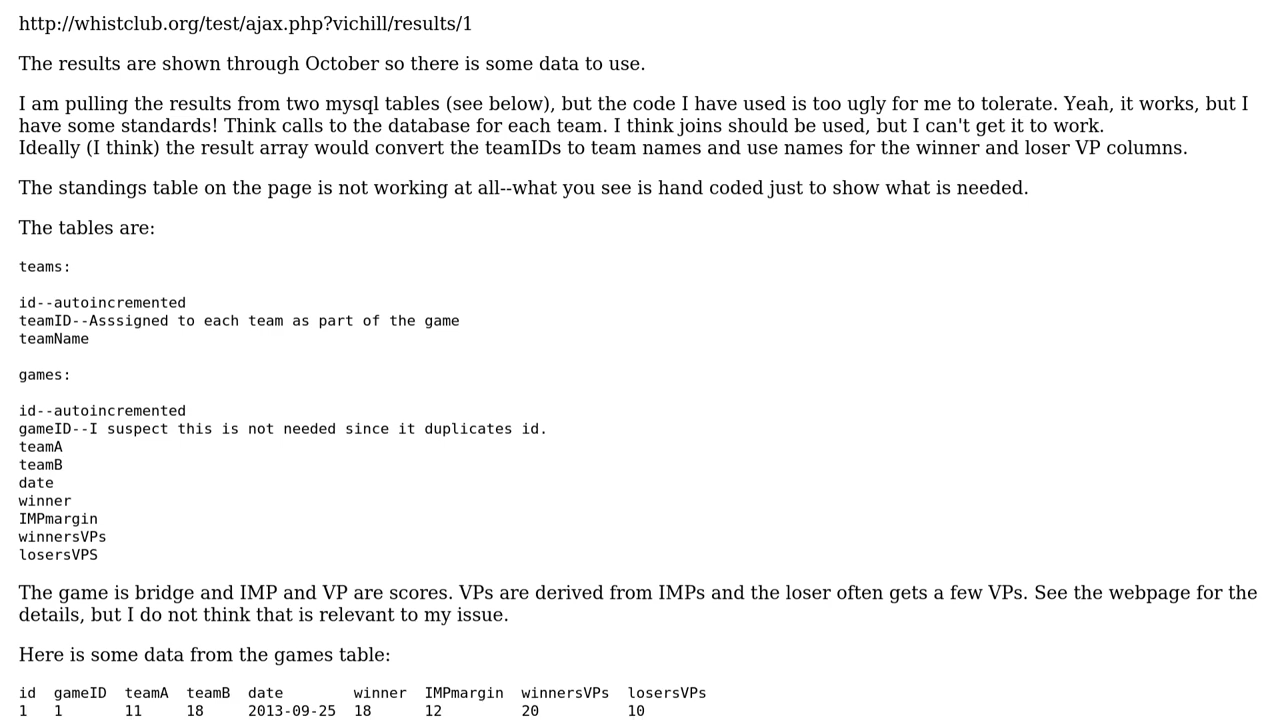 http://whistclub.org/test/ajax.php?vichill/results/1
The results are shown through October so there is some data to use.
I am pulling the results from two mysql tables (see below), but the code I have used is too ugly for me to tolerate. Yeah, it works, but I
have some standards! Think calls to the database for each team. I think joins should be used, but I can't get it to work.
Ideally (I think) the result array would convert the teamIDs to team names and use names for the winner and loser VP columns.
The standings table on the page is not working at all--what you see is hand coded just to show what is needed.
The tables are:
teams:
id--autoincremented
teamID--Asssigned to each team as part of the game
teamName
games:
id--autoincremented
gameID--I suspect this is not needed since it duplicates id.
teamA
teamB
date
winner
IMPmargin
winnersVPs
losersVPS
The game is bridge and IMP and VP are scores. VPs are derived from IMPs and the loser often gets a few VPs. See the webpage for the
details, but I do not think that is relevant to my issue.
Here is some data from the games table:
id  gameID  teamA  teamB  date        winner  IMPmargin  winnersVPs  losersVPs
1   1       11     18     2013-09-25  18      12         20          10